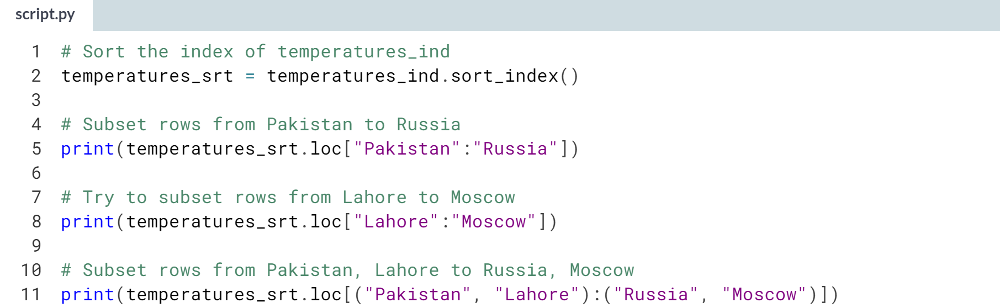 script.py
1 # Sort the index of temperatures_ind
2 temperatures_srt = temperatures_ind.sort_index()
3
4 # Subset rows from Pakistan to Russia
5 print(temperatures_srt.loc["Pakistan":"Russia"])
6
7 # Try to subset rows from Lahore to Moscow
8 print(temperatures_srt.loc["Lahore":"Moscow"])
9
10 # Subset rows from Pakistan, Lahore to Russia, Moscow
11 print(temperatures_srt.loc[("Pakistan", "Lahore"):("Russia", "Moscow")])